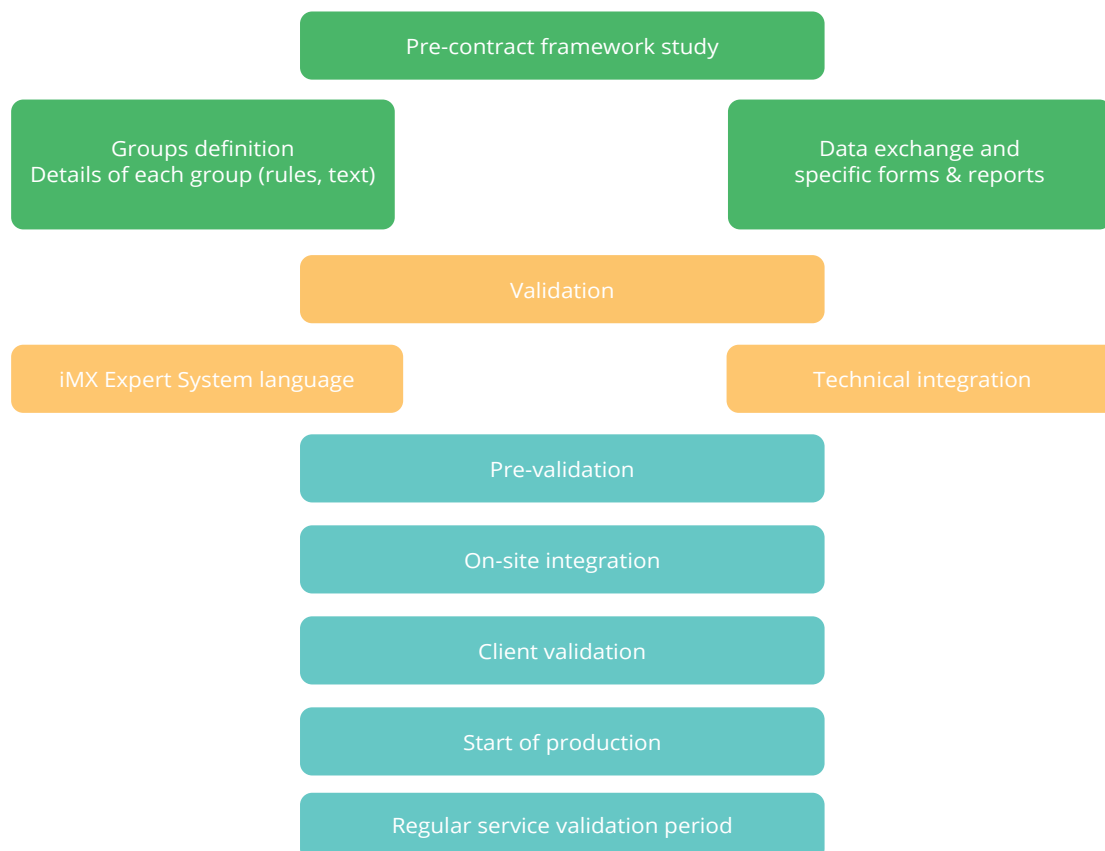 Pre-contract framework study
Groups definition
Details of each group (rules, text)
Data exchange and
specific forms & reports
Validation
iMX Expert System language
Technical integration
Pre-validation
On-site integration
Client validation
Start of production
Regular service validation period